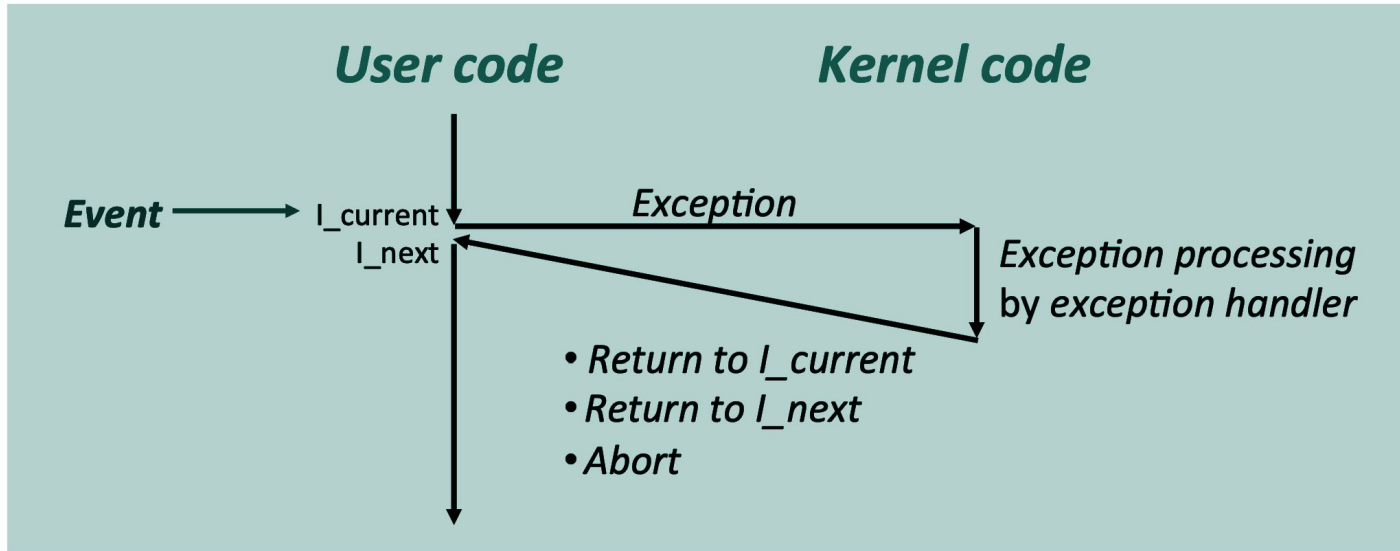 User code
Kernel code
Event
I_current
I_next
Exception
Exception processing
by exception handler
• Return to I_current
• Return to I_next
• Abort